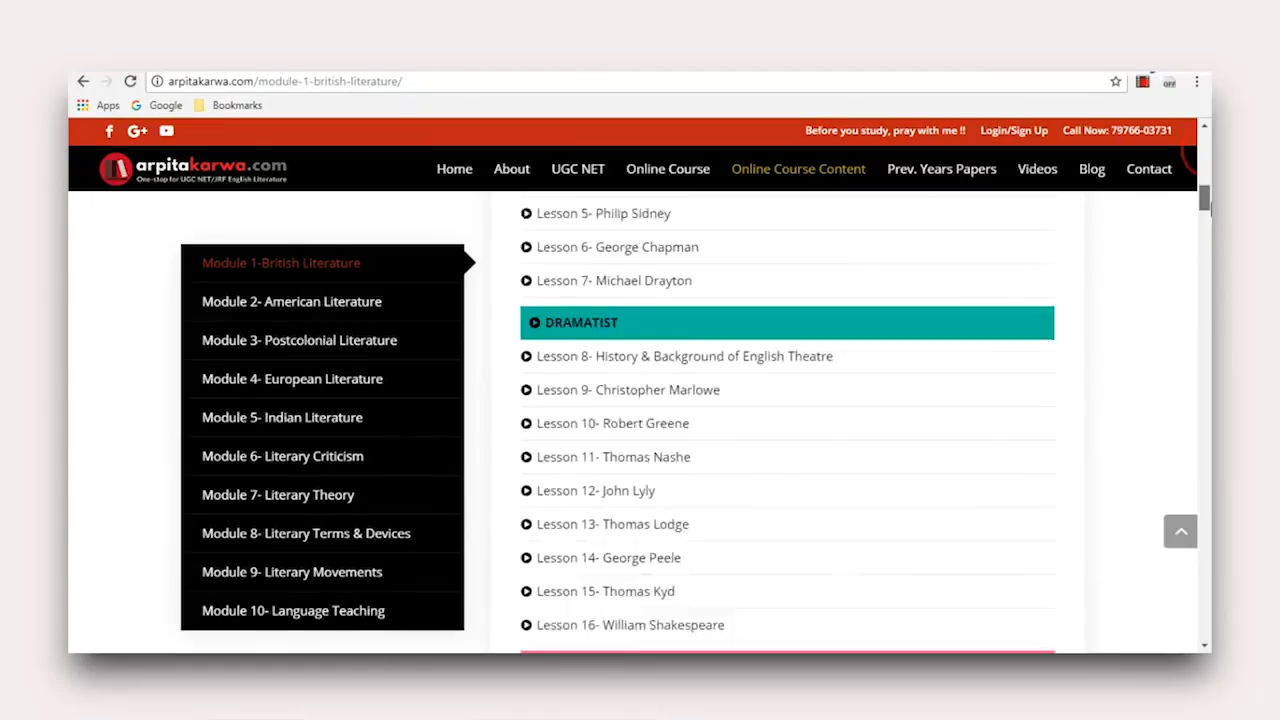 arpitakarwa.com/module-1-british-literature/
OFF
Apps Google Bookmarks
f G+ Before you study, pray with me !! Login/Sign Up Call Now: 79766-03731
arpitakarwa.com
One-stop for UGC NET/JRF English Literature
Home About UGC NET Online Course Online Course Content Prev. Years Papers Videos Blog Contact
Module 1-British Literature
Module 2- American Literature
Module 3- Postcolonial Literature
Module 4- European Literature
Module 5- Indian Literature
Module 6- Literary Criticism
Module 7- Literary Theory
Module 8- Literary Terms & Devices
Module 9- Literary Movements
Module 10- Language Teaching
Lesson 5- Philip Sidney
Lesson 6- George Chapman
Lesson 7- Michael Drayton
DRAMATIST
Lesson 8- History & Background of English Theatre
Lesson 9- Christopher Marlowe
Lesson 10- Robert Greene
Lesson 11- Thomas Nashe
Lesson 12- John Lyly
Lesson 13- Thomas Lodge
Lesson 14- George Peele
Lesson 15- Thomas Kyd
Lesson 16- William Shakespeare